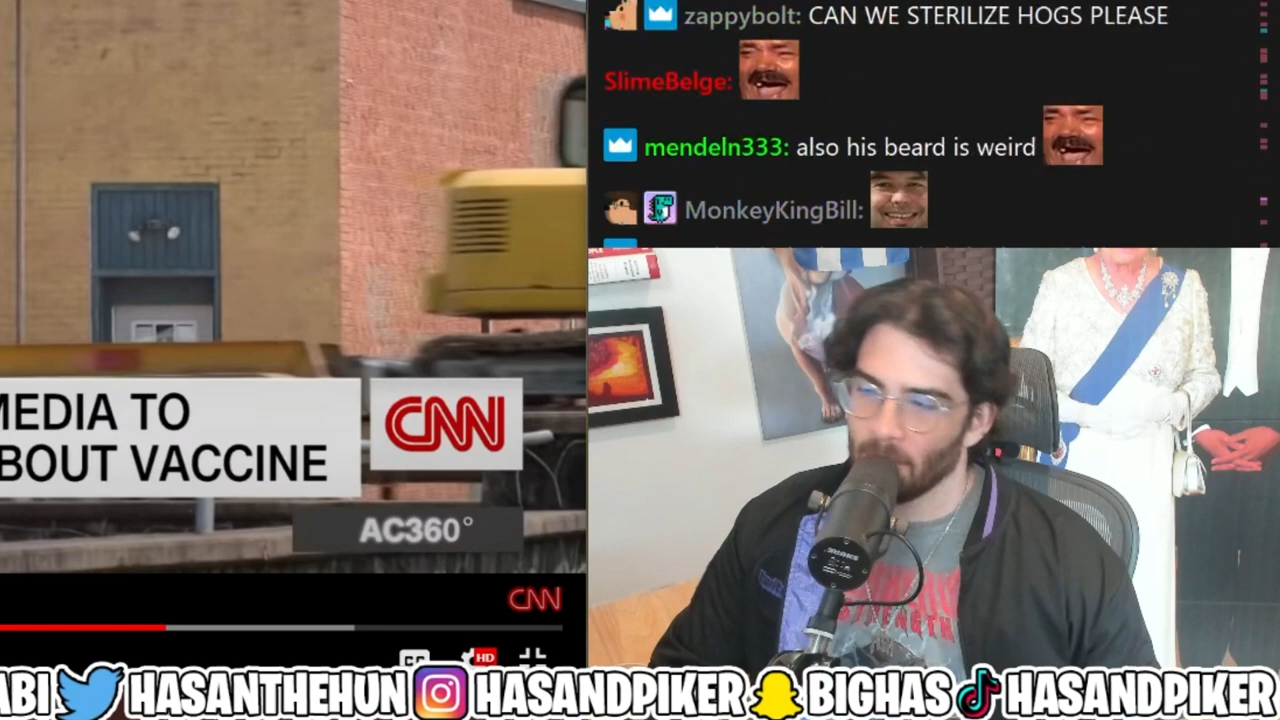 zappybolt: CAN WE STERILIZE HOGS PLEASE
SlimeBelge:
mendeln333: also his beard is weird
MonkeyKingBill:
MEDIA TO
BOUT VACCINE
CNN
AC360°
CNN
HD
STRENGTH
ABI HASANTHEHUN HASANDPIKER BIGHAS HASANDPIKER